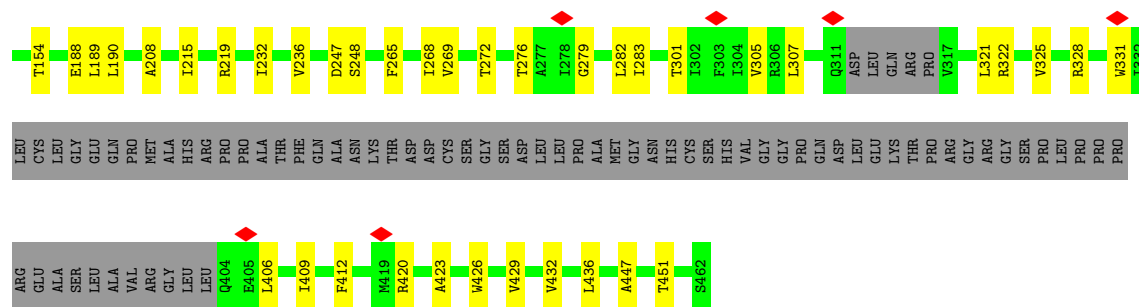 T154 E188 L189 L190 A208 I215 R219 I232 V236 D247 S248 F265 I268 V269 T272 T276 A277 I278 G279 L282 I283 T301 I302 F303 I304 V305 R306 L307 Q311 ASP LEU GLN ARG PRO V317 L321 R322 V325 R328 W331
LEU CYS LEU GLY GLU GLN PRO MET ALA HIS ARG PRO PRO ALA THR PHE GLN ALA ASN LYS THR ASP ASP CYS SER GLY SER ASP LEU LEU PRO ALA MET GLY ASN HIS CYS SER HIS VAL GLY GLY PRO GLN ASP LEU GLU LYS THR PRO ARG GLY ARG GLY SER PRO LEU PRO PRO PRO
ARG GLU ALA SER LEU ALA VAL ARG GLY LEU LEU Q404 E405 L406 I409 F412 M419 R420 A423 W426 V429 V432 L436 A447 T451 S462